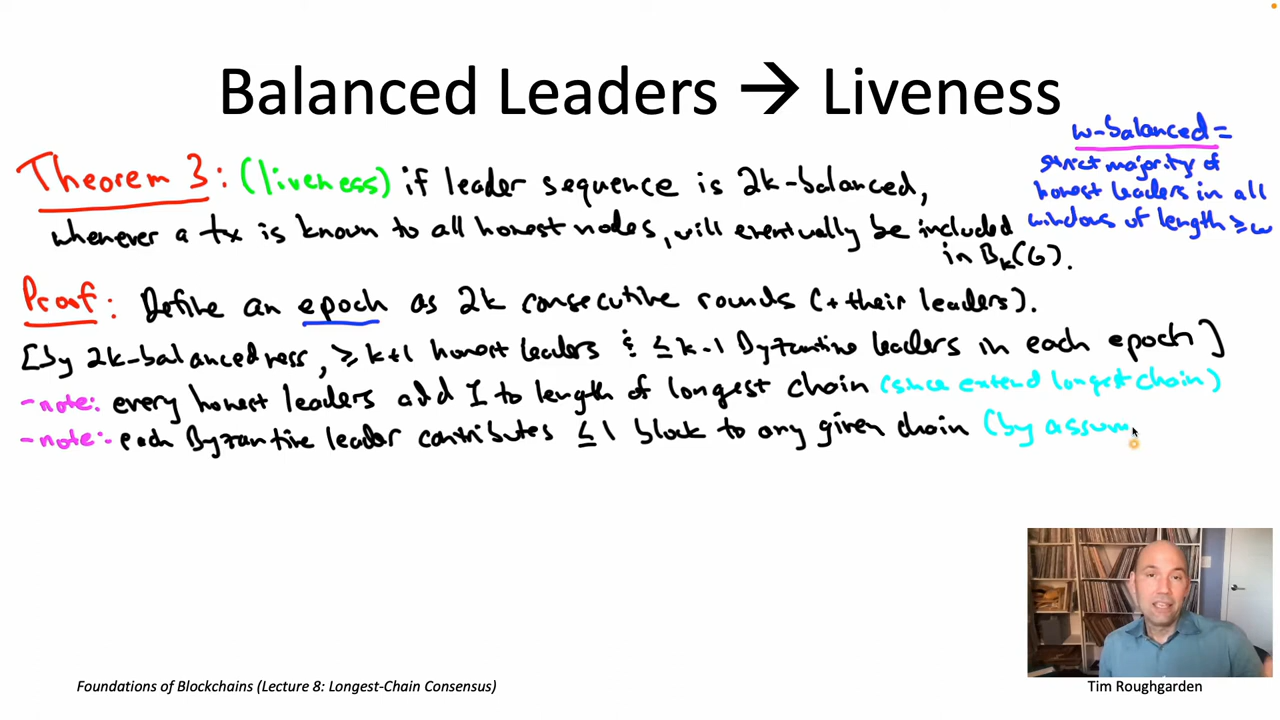 Balanced Leaders → Liveness
w-balanced =
strict majority of
honest leaders in all
windows of length ≥ w
Theorem 3: (liveness) if leader sequence is 2k-balanced,
whenever a tx is known to all honest nodes, will eventually be included
in Bk(G).
Proof: Define an epoch as 2k consecutive rounds (+ their leaders).
[by 2k-balancedness, ≥ k+1 honest leaders & ≤ k-1 Byzantine leaders in each epoch]
-note: every honest leaders add 1 to length of longest chain (since extend longest chain)
-note: each Byzantine leader contributes ≤ 1 block to any given chain (by assum
Foundations of Blockchains (Lecture 8: Longest-Chain Consensus)
Tim Roughgarden